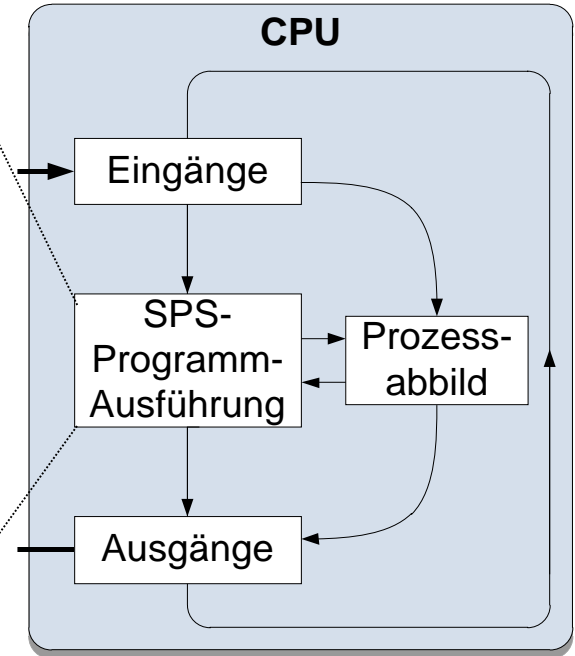 CPU
Eingänge
SPS-
Programm-
Ausführung
Prozess-
abbild
Ausgänge